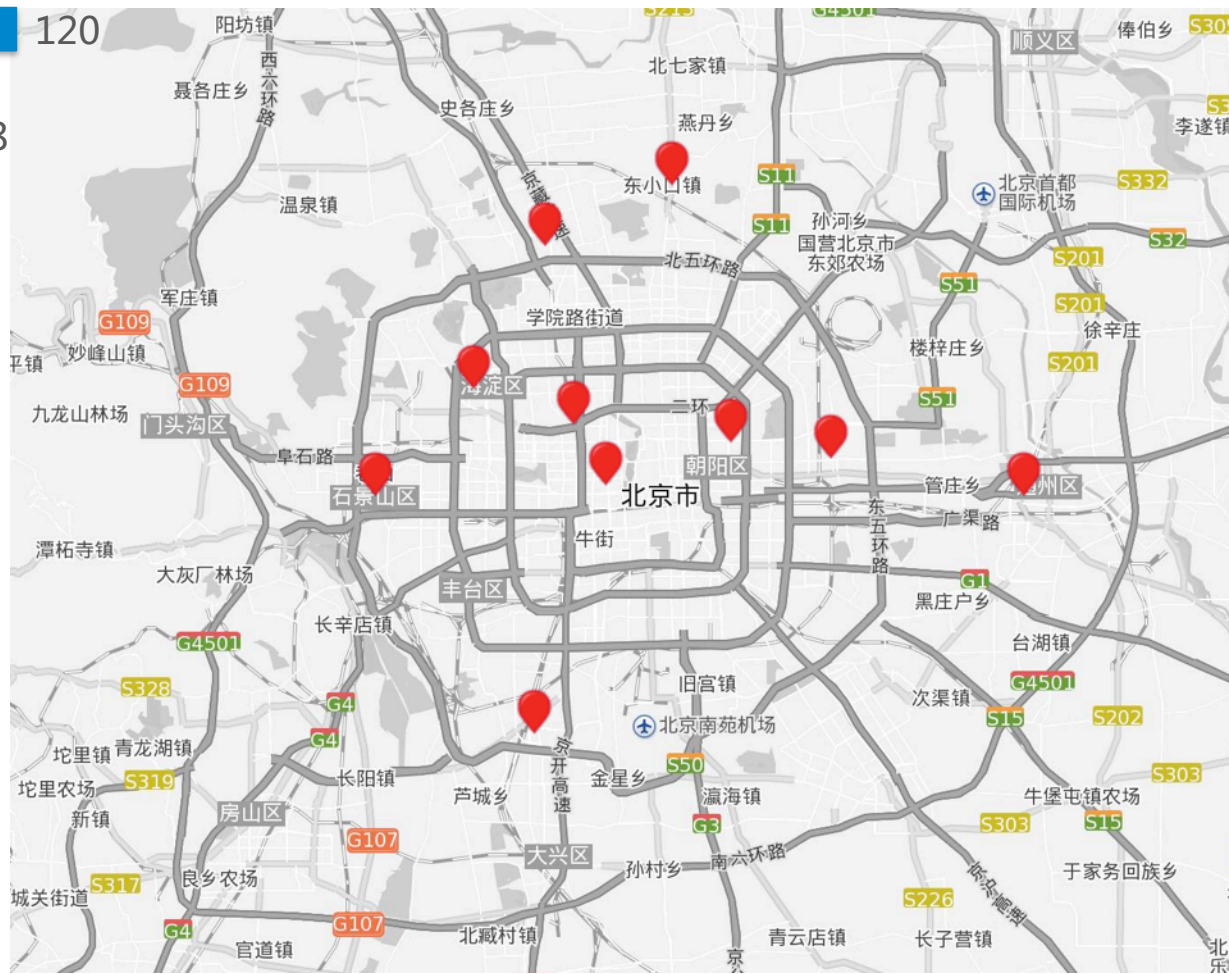 120
S213
G4501
阳坊镇
俸伯乡
顺义区
西六环路
北七家镇
聂各庄乡
史各庄乡
燕丹乡
李遂镇
东小口镇
S11
S332
北京首都
国际机场
温泉镇
S11
孙河乡
国营北京市
东郊农场
S32
北五环路
S201
S51
军庄镇
S201
G109
学院路街道
徐辛庄
妙峰山镇
楼梓庄乡
S201
平镇
G109
海淀区
S51
九龙山林场
门头沟区
二环
阜石路
朝阳区
石景山区
北京市
管庄乡
广渠路
东五环路
牛街
潭柘寺镇
大灰厂林场
丰台区
G1
黑庄户乡
长辛店镇
G4501
台湖镇
S328
旧宫镇
G4501
次渠镇
G4
S15
S202
北京南苑机场
G4
坨里镇
青龙湖镇
京开高速
S50
长阳镇
金星乡
S319
S303
坨里农场
芦城乡
瀛海镇
牛堡屯镇农场
新镇
房山区
G3
S303
S15
G107
大兴区
南六环路
孙村乡
京沪高速
于家务回族乡
良乡农场
S317
城关街道
S226
G107
G4
北臧村镇
青云店镇
长子营镇
官道镇